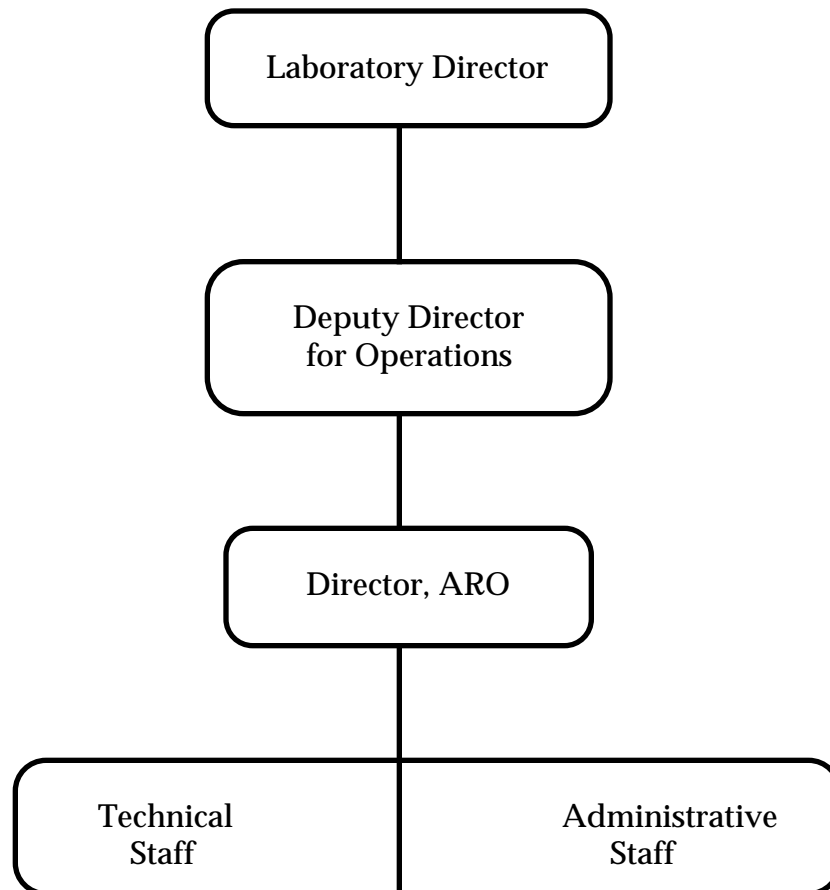 Laboratory Director
Deputy Director
for Operations
Director, ARO
Technical
Staff
Administrative
Staff